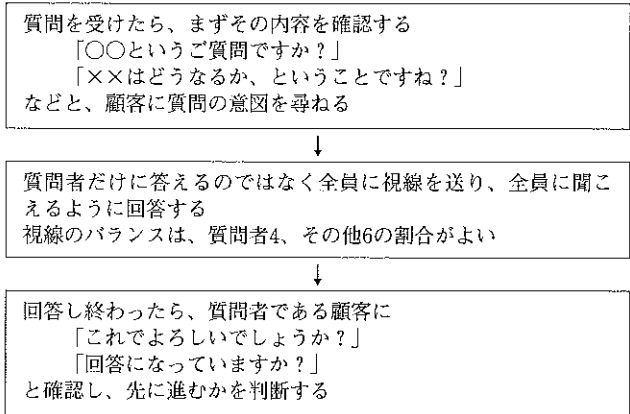 質問を受けたら、まずその内容を確認する
「○○というご質問ですか？」
「××はどうなるか、ということですね？」
などと、顧客に質問の意図を尋ねる
↓
質問者だけに答えるのではなく全員に視線を送り、全員に聞こ
えるように回答する
視線のバランスは、質問者4、その他6の割合がよい
↓
回答し終わったら、質問者である顧客に
「これでよろしいでしょうか？」
「回答になっていますか？」
と確認し、先に進むかを判断する